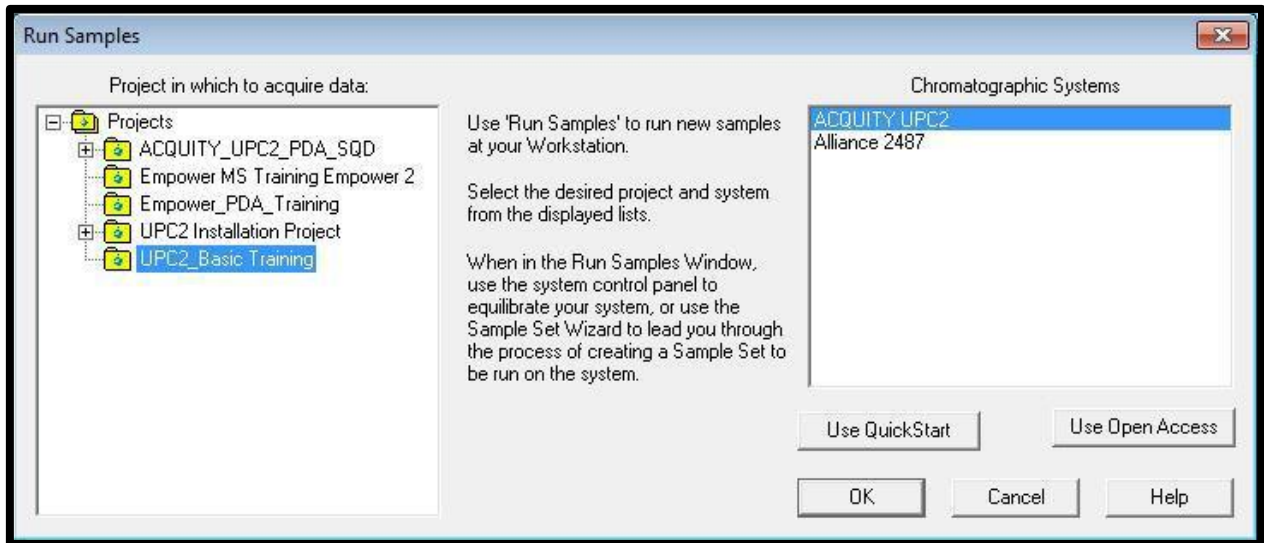 Run Samples
Project in which to acquire data:
Projects
ACQUITY_UPC2_PDA_SQD
Empower MS Training Empower 2
Empower_PDA_Training
UPC2 Installation Project
UPC2_Basic Training
Use 'Run Samples' to run new samples
at your Workstation.
Select the desired project and system
from the displayed lists.
When in the Run Samples Window,
use the system control panel to
equilibrate your system, or use the
Sample Set Wizard to lead you through
the process of creating a Sample Set to
be run on the system.
Chromatographic Systems
ACQUITY UPC2
Alliance 2487
Use QuickStart
Use Open Access
OK
Cancel
Help